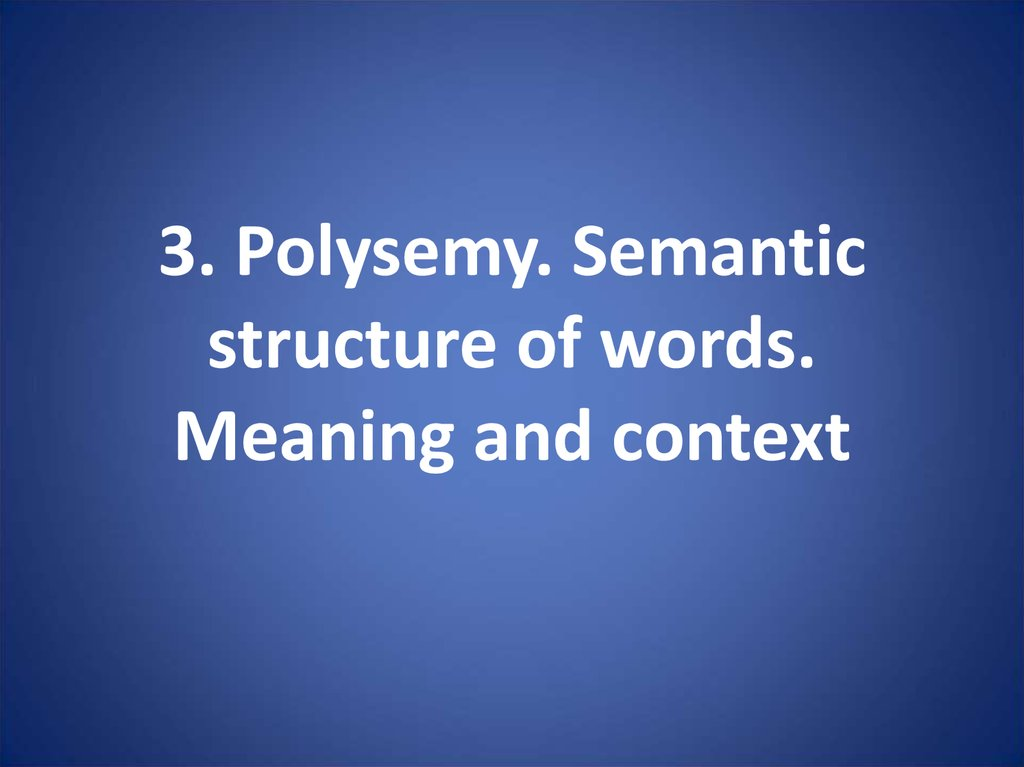 3. Polysemy. Semantic
structure of words.
Meaning and context